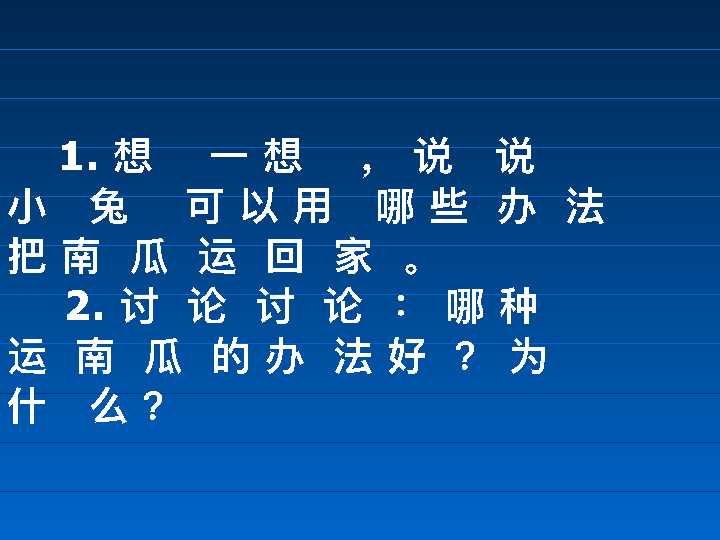 1. 想 一 想 ， 说 说
小 兔 可 以 用 哪 些 办 法
把 南 瓜 运 回 家 。
2. 讨 论 讨 论 ： 哪 种
运 南 瓜 的 办 法 好 ？ 为
什 么 ？